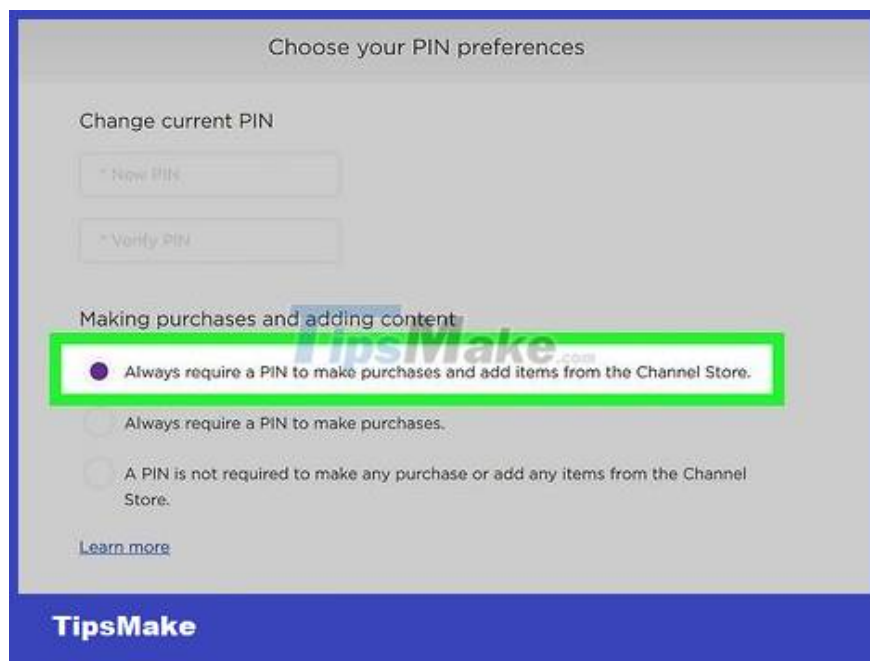 Choose your PIN preferences
Change current PIN
* New PIN
* Verify PIN
Making purchases and adding content
TipsMake.com
Always require a PIN to make purchases and add items from the Channel Store.
Always require a PIN to make purchases.
A PIN is not required to make any purchase or add any items from the Channel
Store.
Learn more
TipsMake